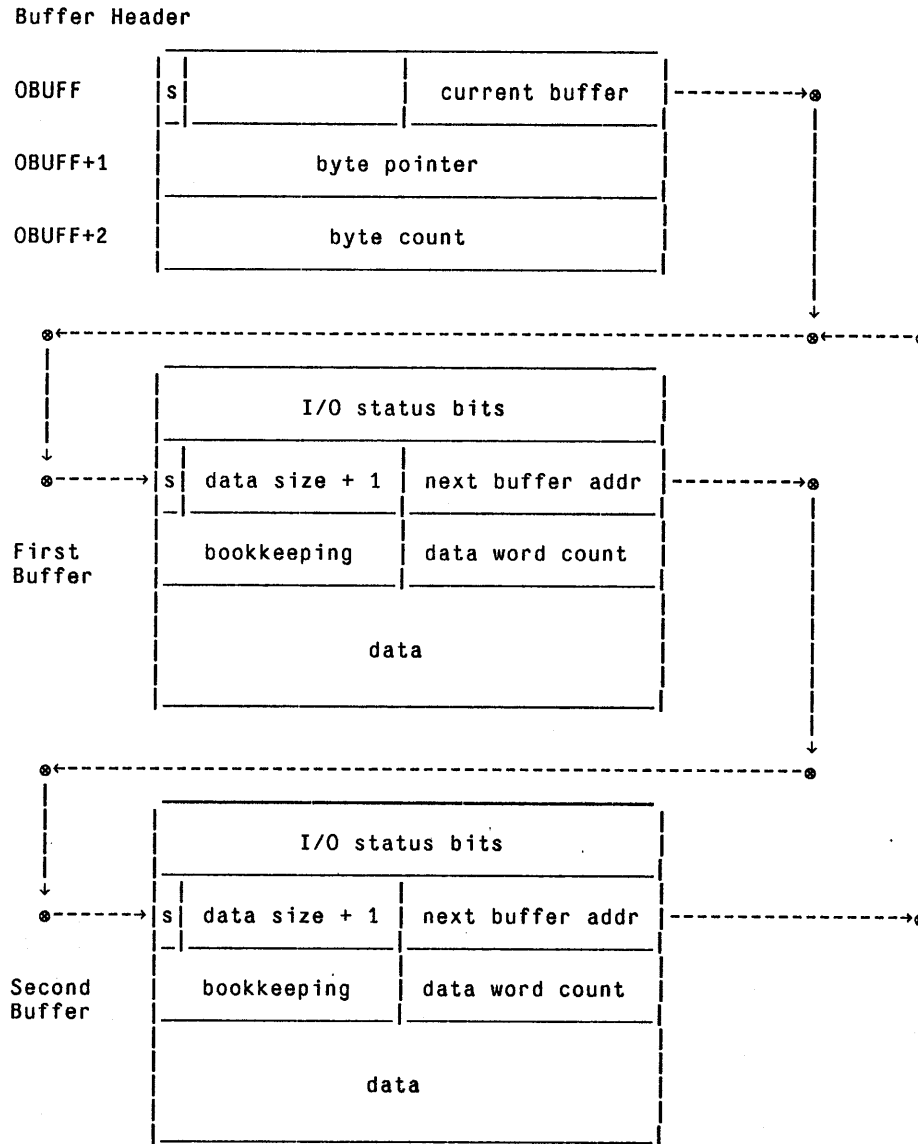 Buffer Header
OBUFF s current buffer
OBUFF+1 byte pointer
OBUFF+2 byte count
I/O status bits
s data size + 1 next buffer addr
First bookkeeping data word count
Buffer
data
I/O status bits
s data size + 1 next buffer addr
Second bookkeeping data word count
Buffer
data